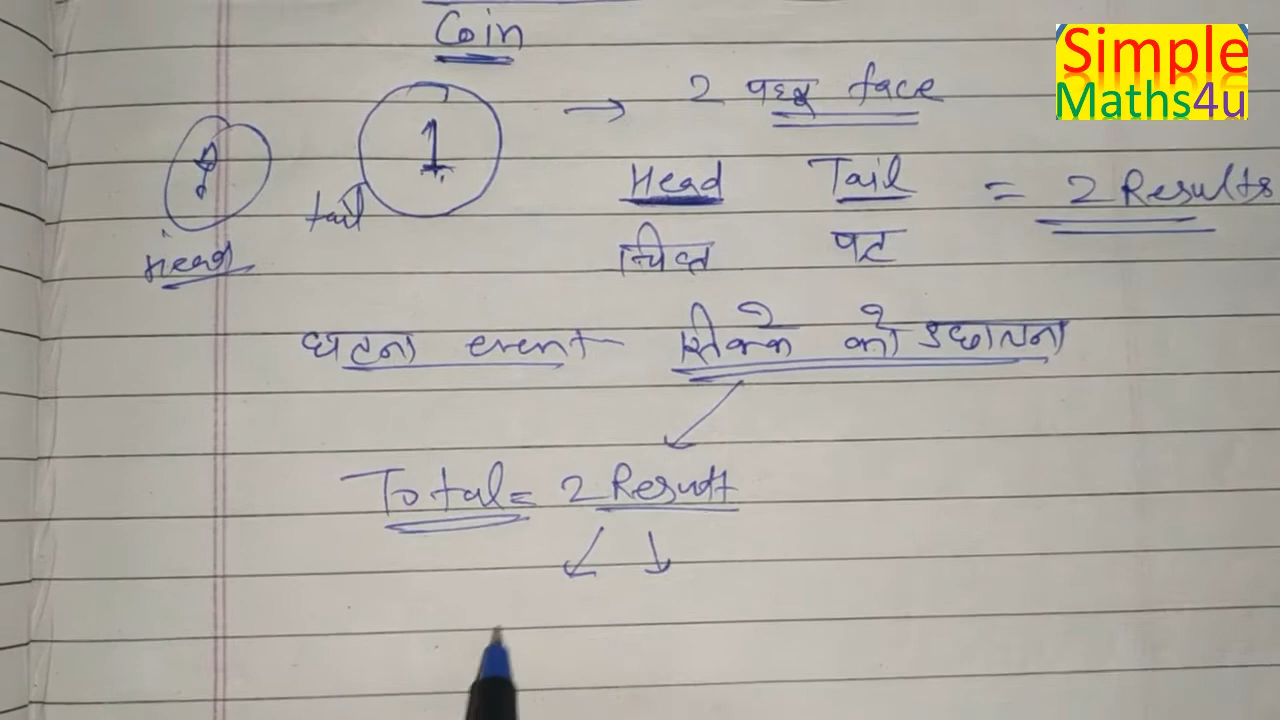 Coin
Simple
Maths4u
1 → 2 face
Head Tail = 2 Results
tail
चित्त पट
Head
घटना event सिक्के को उछालना
Total = 2 Result